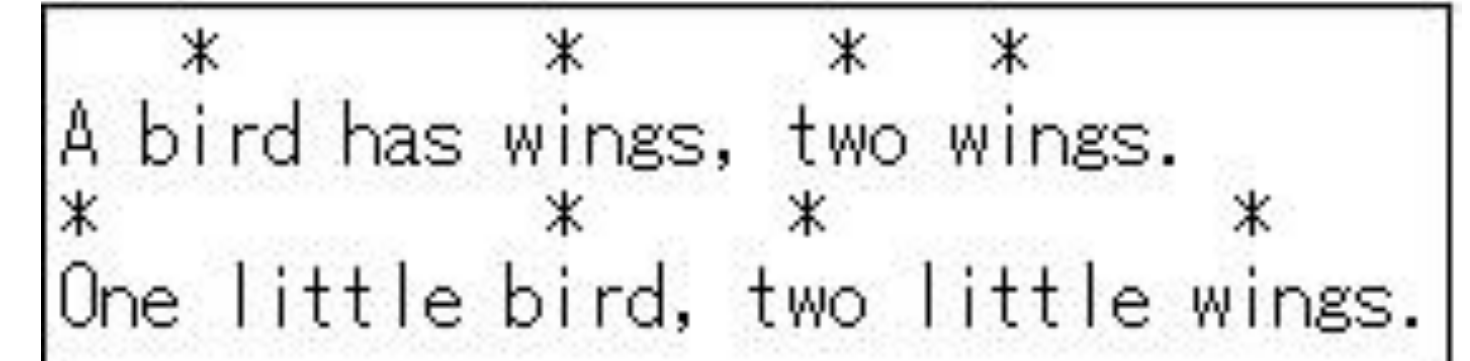 *             *          *     *
A bird has wings, two wings.
*                 *        *                *
One little bird, two little wings.